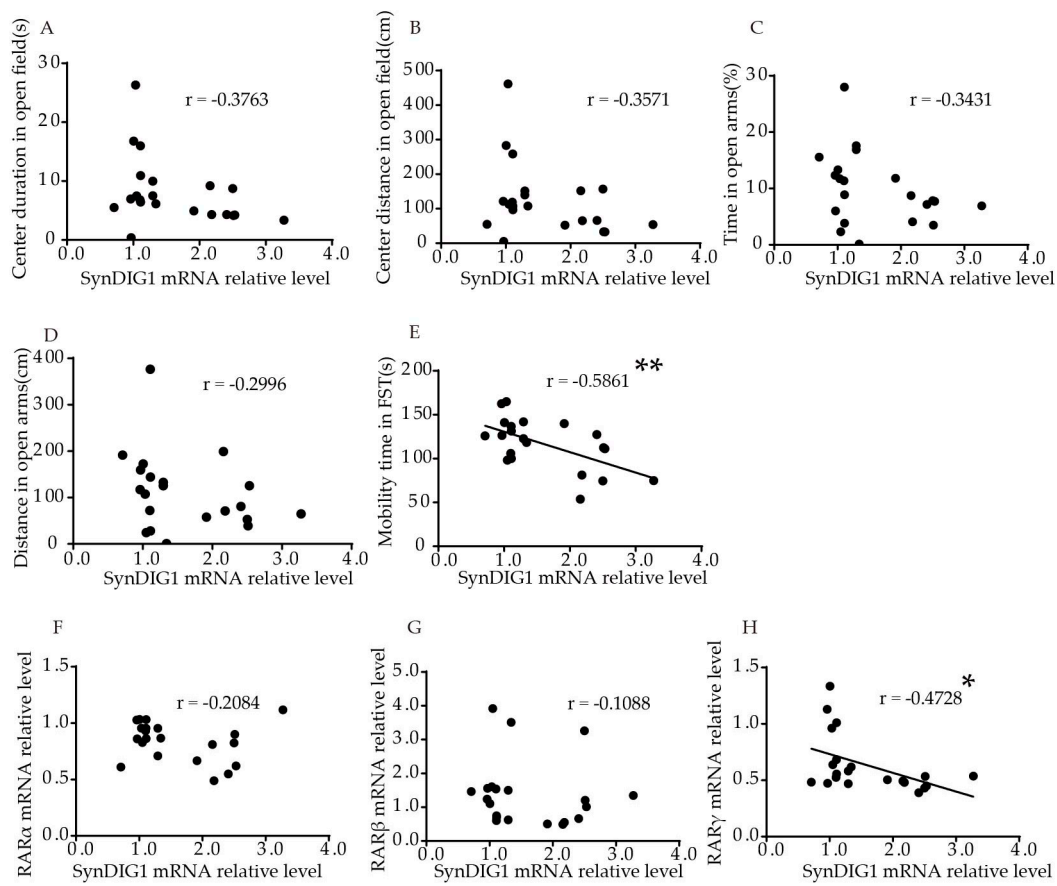 A
Center duration in open field(s)
30
20
10
0
r = -0.3763
0.0 1.0 2.0 3.0 4.0
SynDIG1 mRNA relative level
B
Center distance in open field(cm)
500
400
300
200
100
0
r = -0.3571
0.0 1.0 2.0 3.0 4.0
SynDIG1 mRNA relative level
C
Time in open arms(%)
30
20
10
0
r = -0.3431
0.0 1.0 2.0 3.0 4.0
SynDIG1 mRNA relative level
D
Distance in open arms(cm)
400
300
200
100
0
r = -0.2996
0.0 1.0 2.0 3.0 4.0
SynDIG1 mRNA relative level
E
Mobility time in FST(s)
200
150
100
50
0
r = -0.5861 **
0.0 1.0 2.0 3.0 4.0
SynDIG1 mRNA relative level
F
RARα mRNA relative level
1.5
1.0
0.5
0.0
r = -0.2084
0.0 1.0 2.0 3.0 4.0
SynDIG1 mRNA relative level
G
RARβ mRNA relative level
5.0
4.0
3.0
2.0
1.0
0.0
r = -0.1088
0.0 1.0 2.0 3.0 4.0
SynDIG1 mRNA relative level
H
RARγ mRNA relative level
1.5
1.0
0.5
0.0
r = -0.4728 *
0.0 1.0 2.0 3.0 4.0
SynDIG1 mRNA relative level